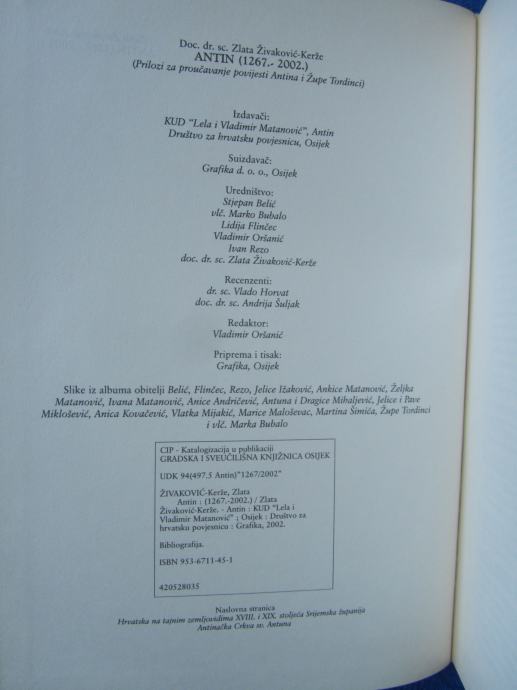 Doc. dr. sc. Zlata Živaković-Kerže
ANTIN (1267.- 2002.)
(Prilozi za proučavanje povijesti Antina i Župe Tordinci)
Izdavači:
KUD "Lela i Vladimir Matanović", Antin
Društvo za hrvatsku povjesnicu, Osijek
Suizdavač:
Grafika d. o. o., Osijek
Uredništvo:
Stjepan Belić
vlč. Marko Bubalo
Lidija Flinčec
Vladimir Oršanić
Ivan Rezo
doc. dr. sc. Zlata Živaković-Kerže
Recenzenti:
dr. sc. Vlado Horvat
doc. dr. sc. Andrija Šuljak
Redaktor:
Vladimir Oršanić
Priprema i tisak:
Grafika, Osijek
Slike iz albuma obitelji Belić, Flinčec, Rezo, Jelice Ižaković, Ankice Matanović, Željka
Matanović, Ivana Matanović, Anice Andričević, Antuna i Dragice Mihaljević, Jelice i Pave
Miklošević, Anica Kovačević, Vlatka Mijakić, Marice Maloševac, Martina Šimića, Župe Tordinci
i vlč. Marka Bubalo
CIP - Katalogizacija u publikaciji
GRADSKA I SVEUČILIŠNA KNJIŽNICA OSIJEK
UDK 94(497.5 Antin)"1267/2002"
ŽIVAKOVIĆ-Kerže, Zlata
Antin : (1267.-2002.) / Zlata
Živaković-Kerže. - Antin : KUD "Lela i
Vladimir Matanović" ; Osijek : Društvo za
hrvatsku povjesnicu : Grafika, 2002.
Bibliografija.
ISBN 953-6711-45-1
420528035
Naslovna stranica
Hrvatska na tajnim zemljovidima XVIII. i XIX. stoljeća Srijemska županija
Antinačka Crkva sv. Antuna